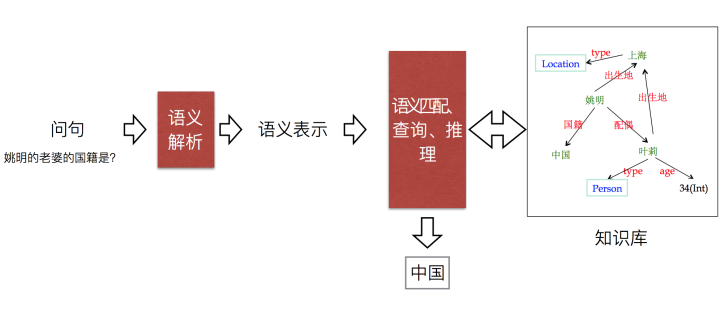 问句
姚明的老婆的国籍是?
语义
解析
语义表示
语义匹配、
查询、推
理
中国
type
上海
Location
出生地
姚明
出生地
国籍
配偶
中国
叶莉
type
age
Person
34(Int)
知识库